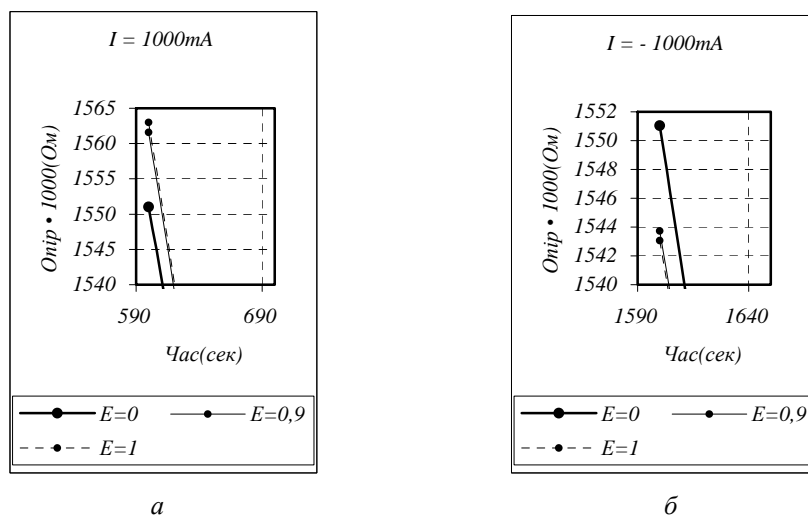 I = 1000mA
Опір • 1000(Ом)
1565
1560
1555
1550
1545
1540
590 690
Час(сек)
E=0 E=0,9
E=1
а
I = - 1000mA
Опір • 1000(Ом)
1552
1550
1548
1546
1544
1542
1540
1590 1640
Час(сек)
E=0 E=0,9
E=1
б